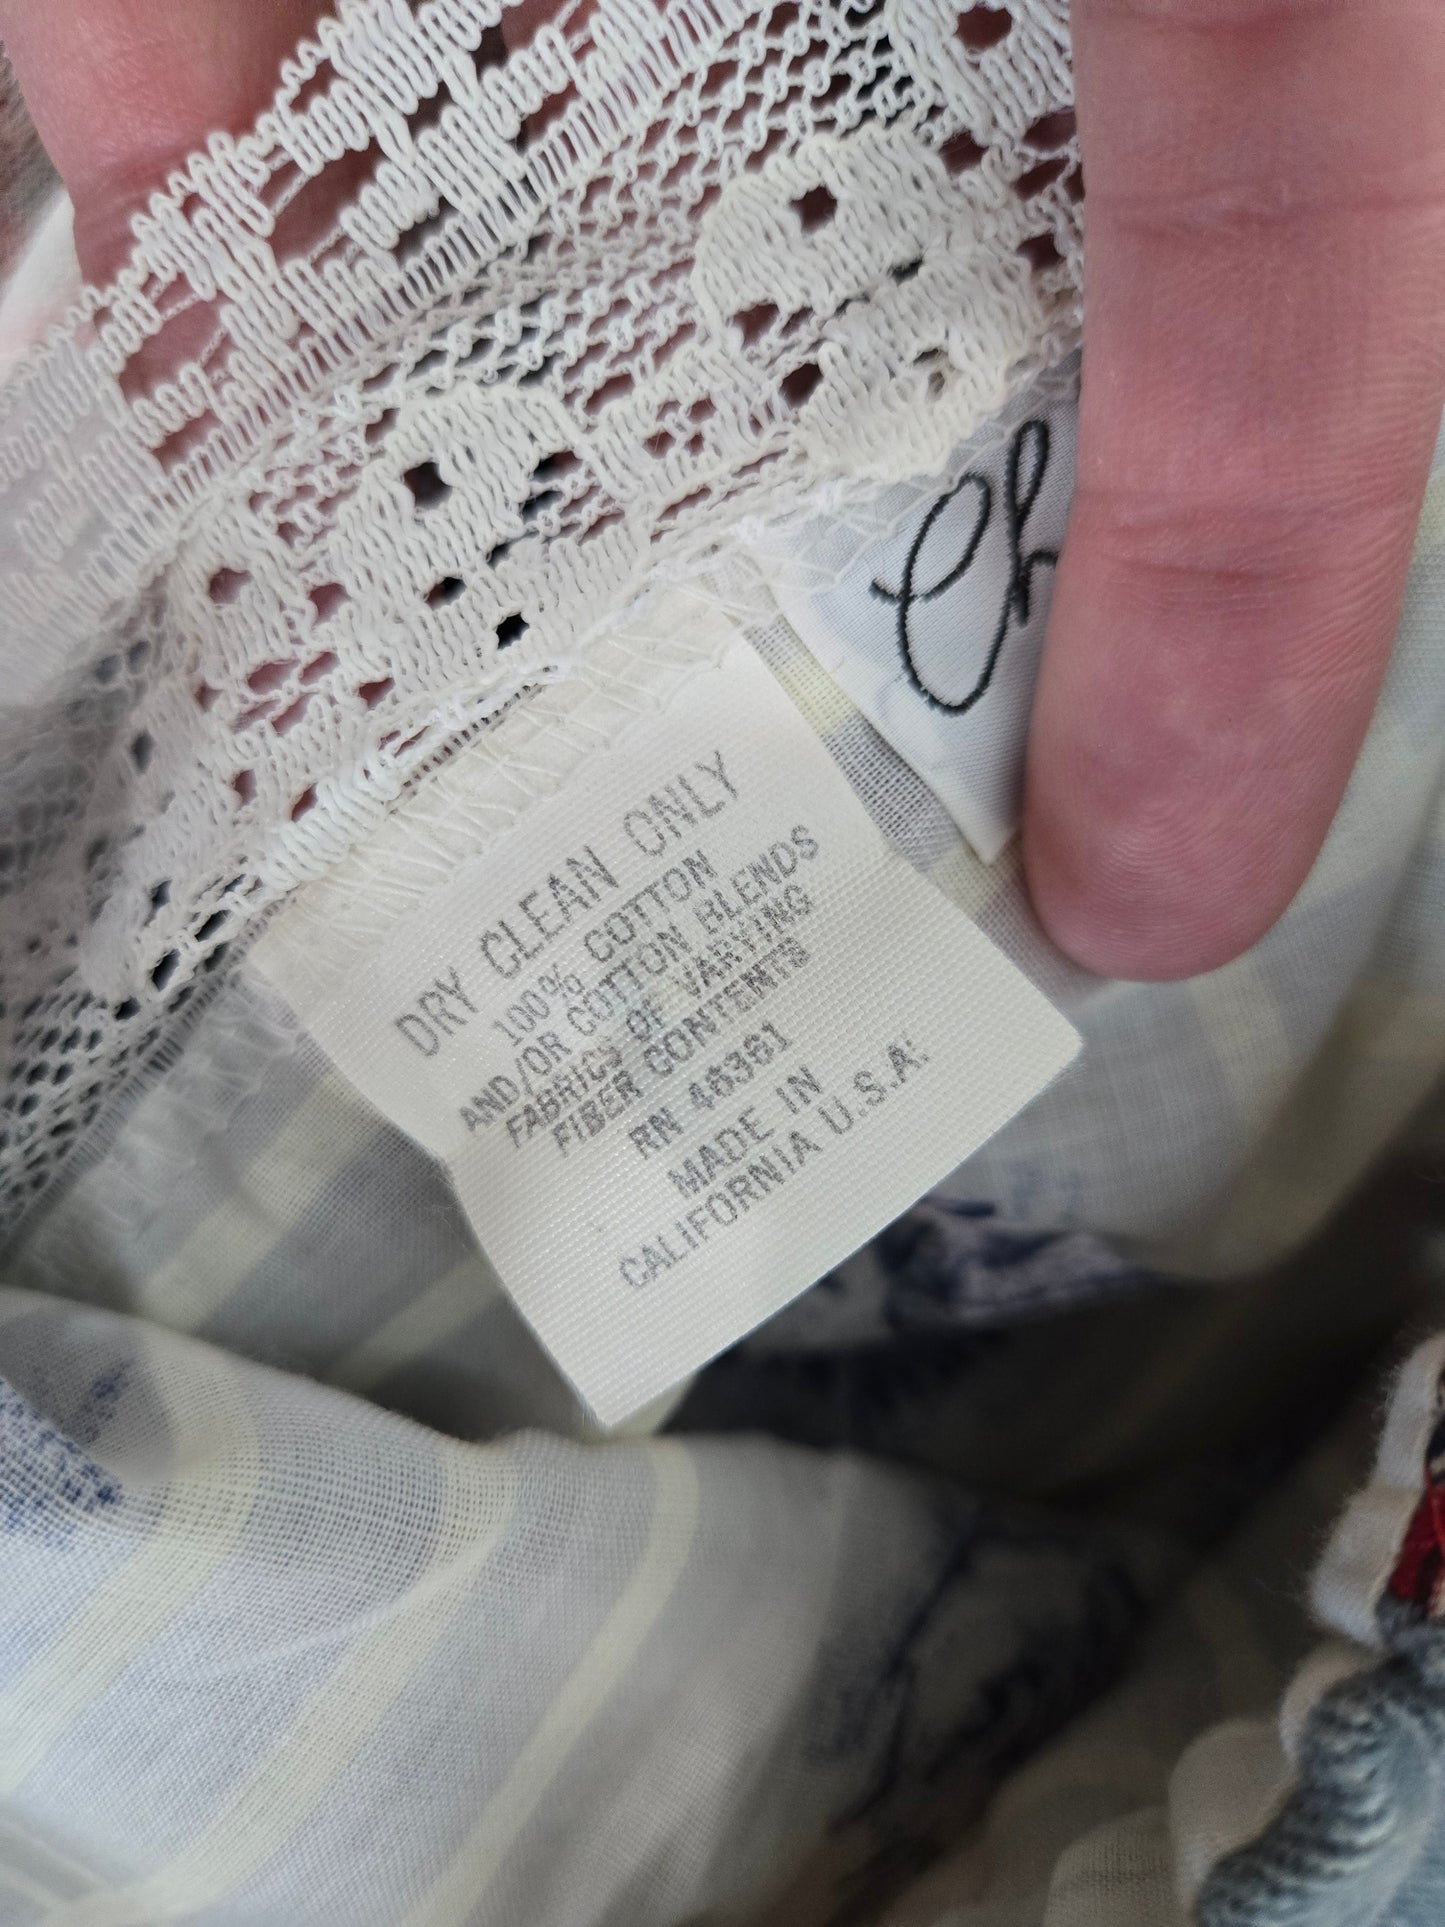 Ch
DRY CLEAN ONLY
100% COTTON
AND/OR COTTON BLENDS
FABRICS OF VARYING
FIBER CONTENTS
RN 46361
MADE IN
CALIFORNIA U.S.A.